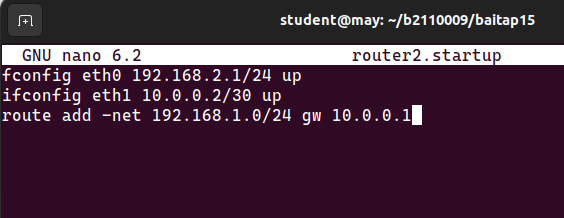 student@may: ~/b2110009/baitap15
GNU nano 6.2 router2.startup
fconfig eth0 192.168.2.1/24 up
ifconfig eth1 10.0.0.2/30 up
route add -net 192.168.1.0/24 gw 10.0.0.1